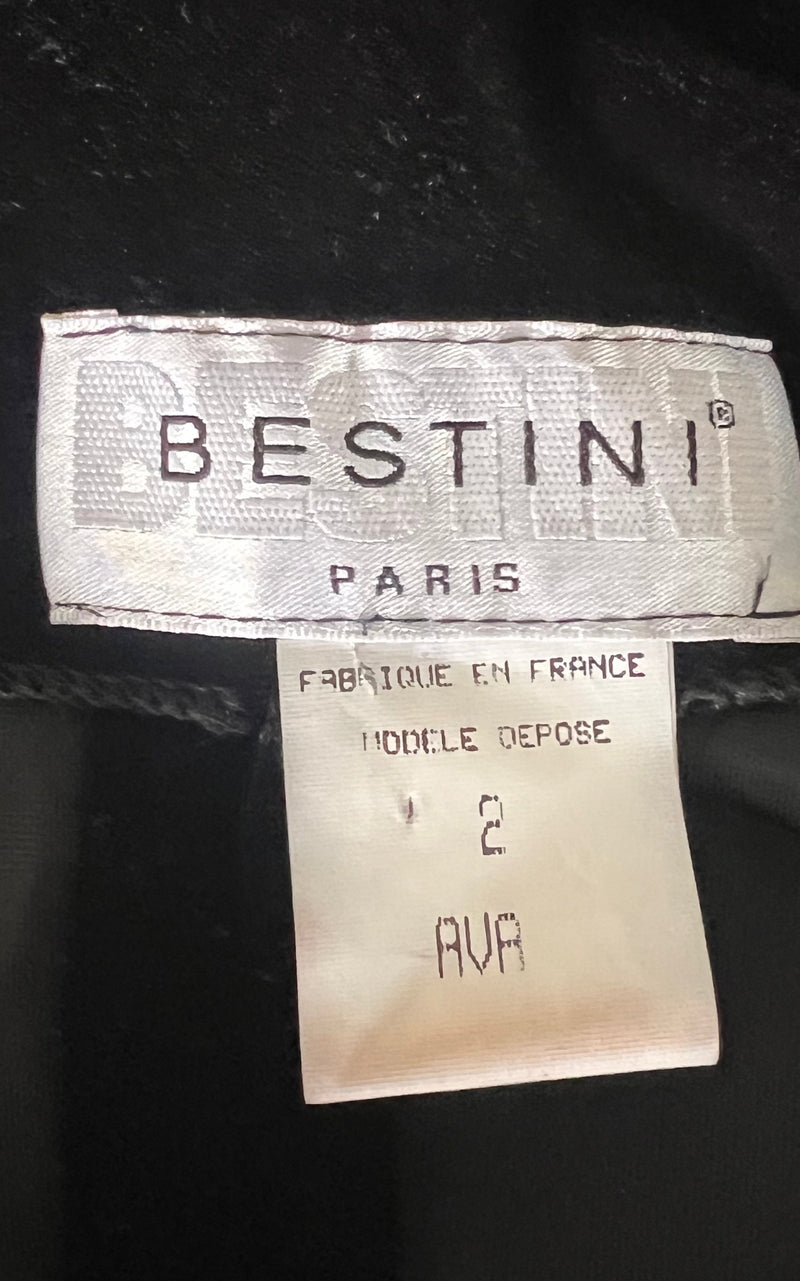 BESTINI®
PARIS
FABRIQUE EN FRANCE
MODELE DEPOSE
2
AVA